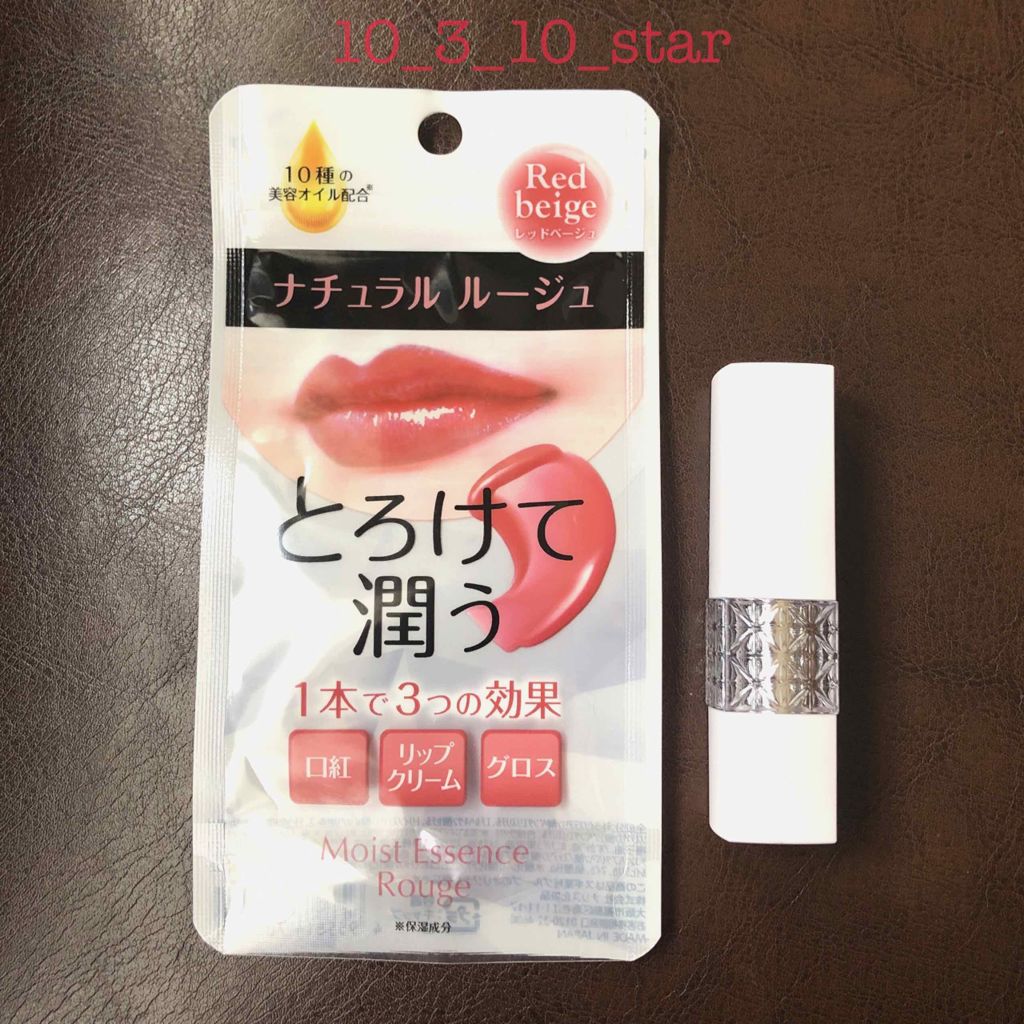 10_3_10_star
10種の
美容オイル配合※
Red
beige
レッドベージュ
ナチュラル ルージュ
とろけて
潤う
1本で3つの効果
口紅
リップ
クリーム
グロス
Moist Essence
Rouge
※保湿成分
MADE IN JAPAN